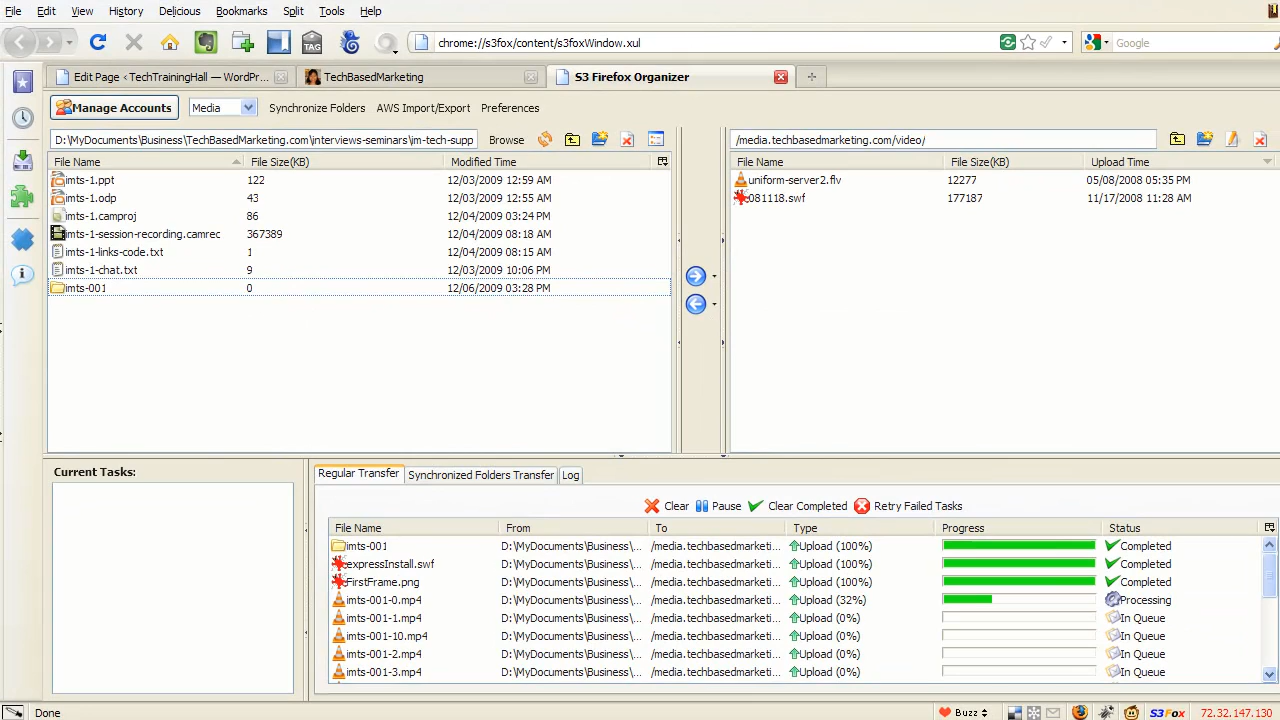 File Edit View History Delicious Bookmarks Split Tools Help
TAG chrome://s3fox/content/s3foxWindow.xul Google
Edit Page ‹ TechTrainingHall — WordPr... TechBasedMarketing S3 Firefox Organizer
Manage Accounts Media Synchronize Folders AWS Import/Export Preferences
D:\MyDocuments\Business\TechBasedMarketing.com\interviews-seminars\im-tech-supp Browse /media.techbasedmarketing.com/video/
File Name File Size(KB) Modified Time File Name File Size(KB) Upload Time
imts-1.ppt 122 12/03/2009 12:59 AM uniform-server2.flv 12277 05/08/2008 05:35 PM
imts-1.odp 43 12/03/2009 12:55 AM 081118.swf 177187 11/17/2008 11:28 AM
imts-1.camproj 86 12/04/2009 03:24 PM
imts-1-session-recording.camrec 367389 12/04/2009 08:18 AM
imts-1-links-code.txt 1 12/04/2009 08:15 AM
imts-1-chat.txt 9 12/03/2009 10:06 PM
imts-001 0 12/06/2009 03:28 PM
Current Tasks: Regular Transfer Synchronized Folders Transfer Log
Clear Pause Clear Completed Retry Failed Tasks
File Name From To Type Progress Status
imts-001 D:\MyDocuments\Business\... /media.techbasedmarketi... Upload (100%) Completed
expressInstall.swf D:\MyDocuments\Business\... /media.techbasedmarketi... Upload (100%) Completed
FirstFrame.png D:\MyDocuments\Business\... /media.techbasedmarketi... Upload (100%) Completed
imts-001-0.mp4 D:\MyDocuments\Business\... /media.techbasedmarketi... Upload (32%) Processing
imts-001-1.mp4 D:\MyDocuments\Business\... /media.techbasedmarketi... Upload (0%) In Queue
imts-001-10.mp4 D:\MyDocuments\Business\... /media.techbasedmarketi... Upload (0%) In Queue
imts-001-2.mp4 D:\MyDocuments\Business\... /media.techbasedmarketi... Upload (0%) In Queue
imts-001-3.mp4 D:\MyDocuments\Business\... /media.techbasedmarketi... Upload (0%) In Queue
Done Buzz S3Fox 72.32.147.130